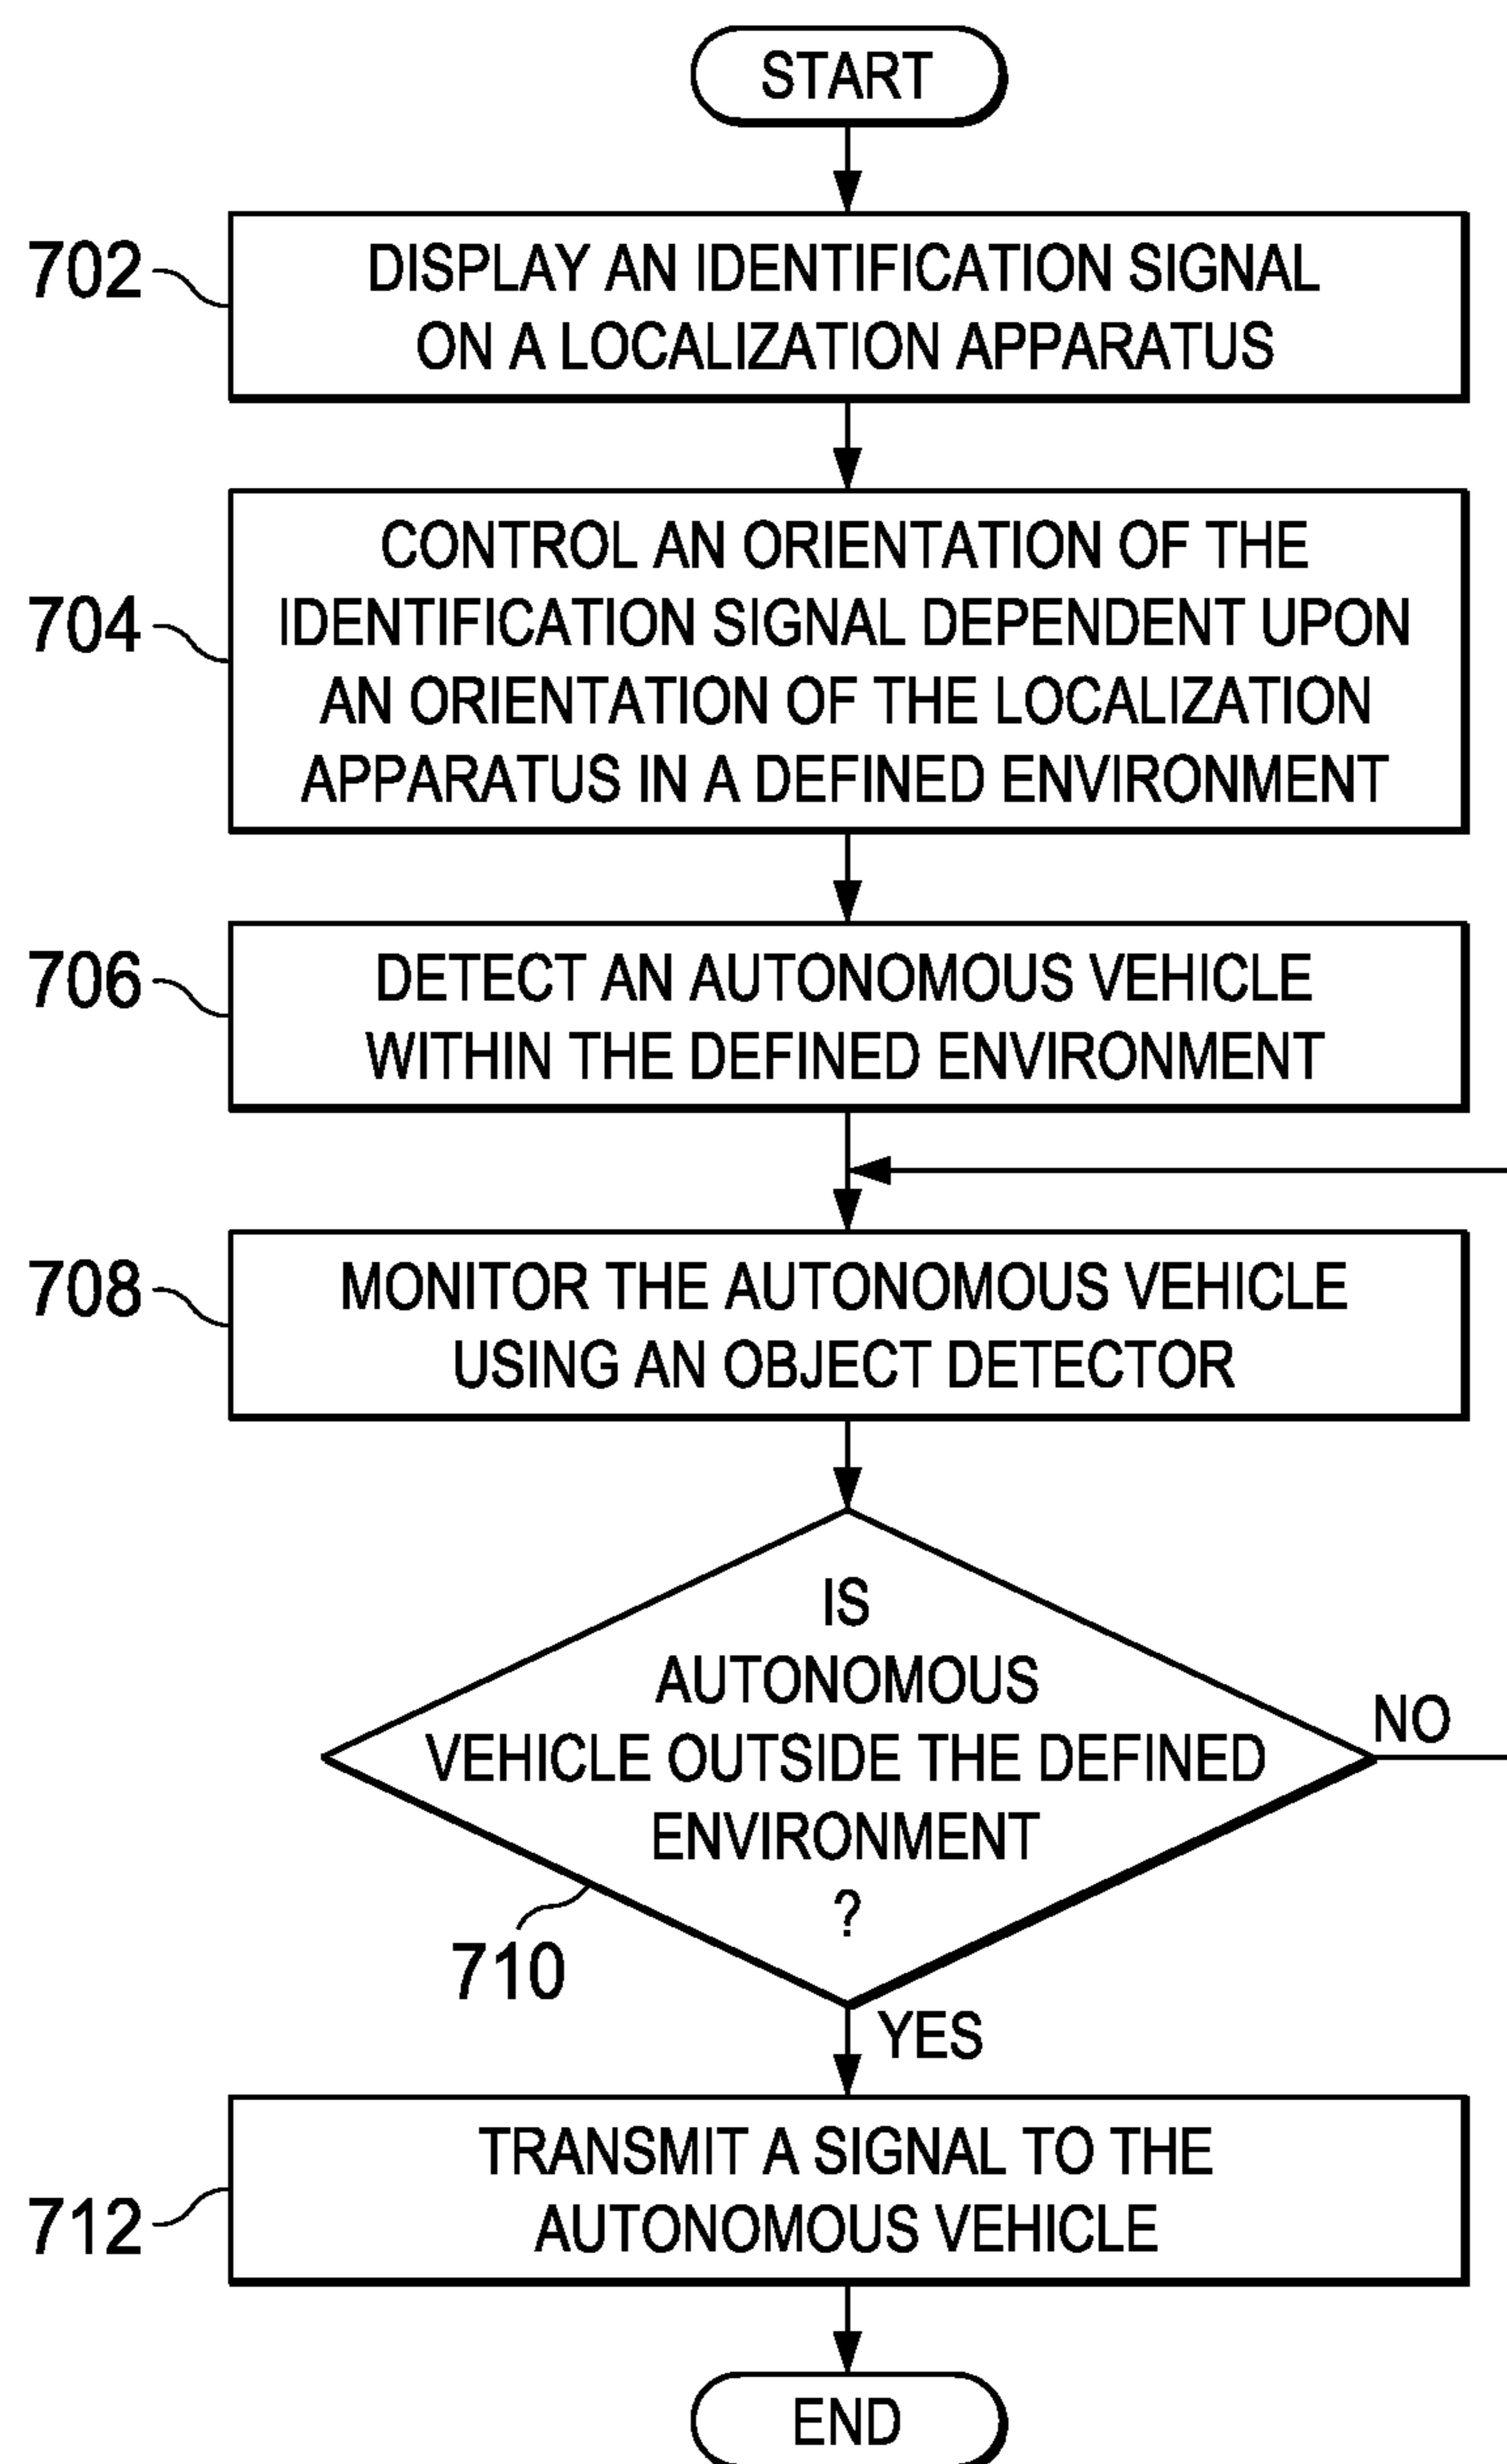 START
702
DISPLAY AN IDENTIFICATION SIGNAL
ON A LOCALIZATION APPARATUS
704
CONTROL AN ORIENTATION OF THE
IDENTIFICATION SIGNAL DEPENDENT UPON
AN ORIENTATION OF THE LOCALIZATION
APPARATUS IN A DEFINED ENVIRONMENT
706
DETECT AN AUTONOMOUS VEHICLE
WITHIN THE DEFINED ENVIRONMENT
708
MONITOR THE AUTONOMOUS VEHICLE
USING AN OBJECT DETECTOR
IS
AUTONOMOUS
VEHICLE OUTSIDE THE DEFINED
ENVIRONMENT
?
NO
710
YES
712
TRANSMIT A SIGNAL TO THE
AUTONOMOUS VEHICLE
END